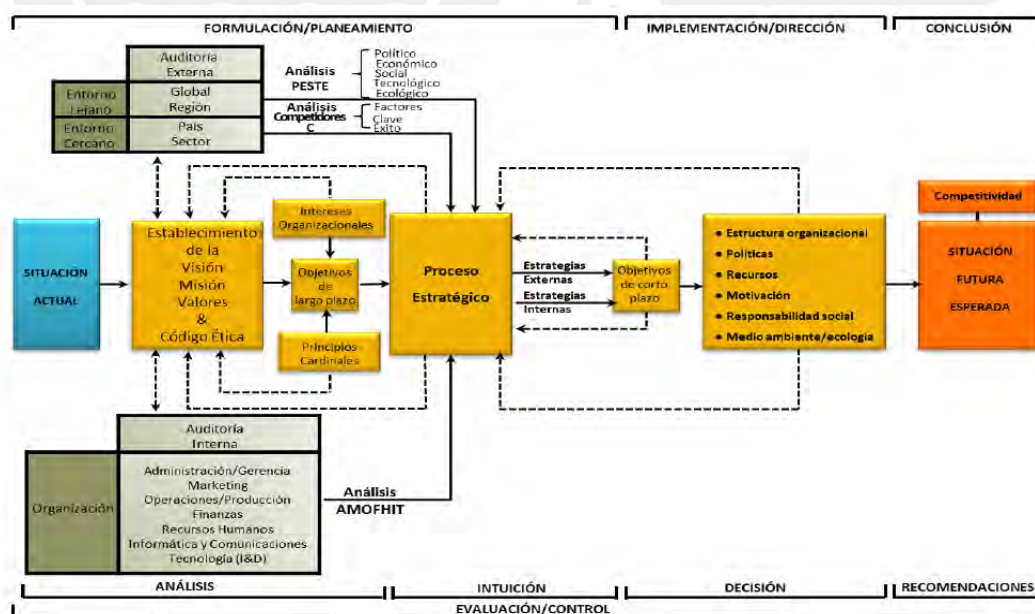 FORMULACIÓN/PLANEAMIENTO
IMPLEMENTACIÓN/DIRECCIÓN
CONCLUSIÓN
Auditoría
Externa
Entorno
Lejano
Global
Región
Entorno
Cercano
País
Sector
Análisis
PESTE
Político
Económico
Social
Tecnológico
Ecológico
Análisis
Competidores
C
Factores
Clave
Éxito
SITUACIÓN
ACTUAL
Establecimiento
de la
Visión
Misión
Valores
&
Código Ética
Intereses
Organizacionales
Objetivos
de
largo plazo
Principios
Cardinales
Proceso
Estratégico
Estrategias
Externas
Estrategias
Internas
Objetivos
de corto
plazo
• Estructura organizacional
• Políticas
• Recursos
• Motivación
• Responsabilidad social
• Medio ambiente/ecología
Competitividad
SITUACIÓN
FUTURA
ESPERADA
Auditoría
Interna
Organización
Administración/Gerencia
Marketing
Operaciones/Producción
Finanzas
Recursos Humanos
Informática y Comunicaciones
Tecnología (I&D)
Análisis
AMOFHIT
ANÁLISIS
INTUICIÓN
DECISIÓN
RECOMENDACIONES
EVALUACIÓN/CONTROL